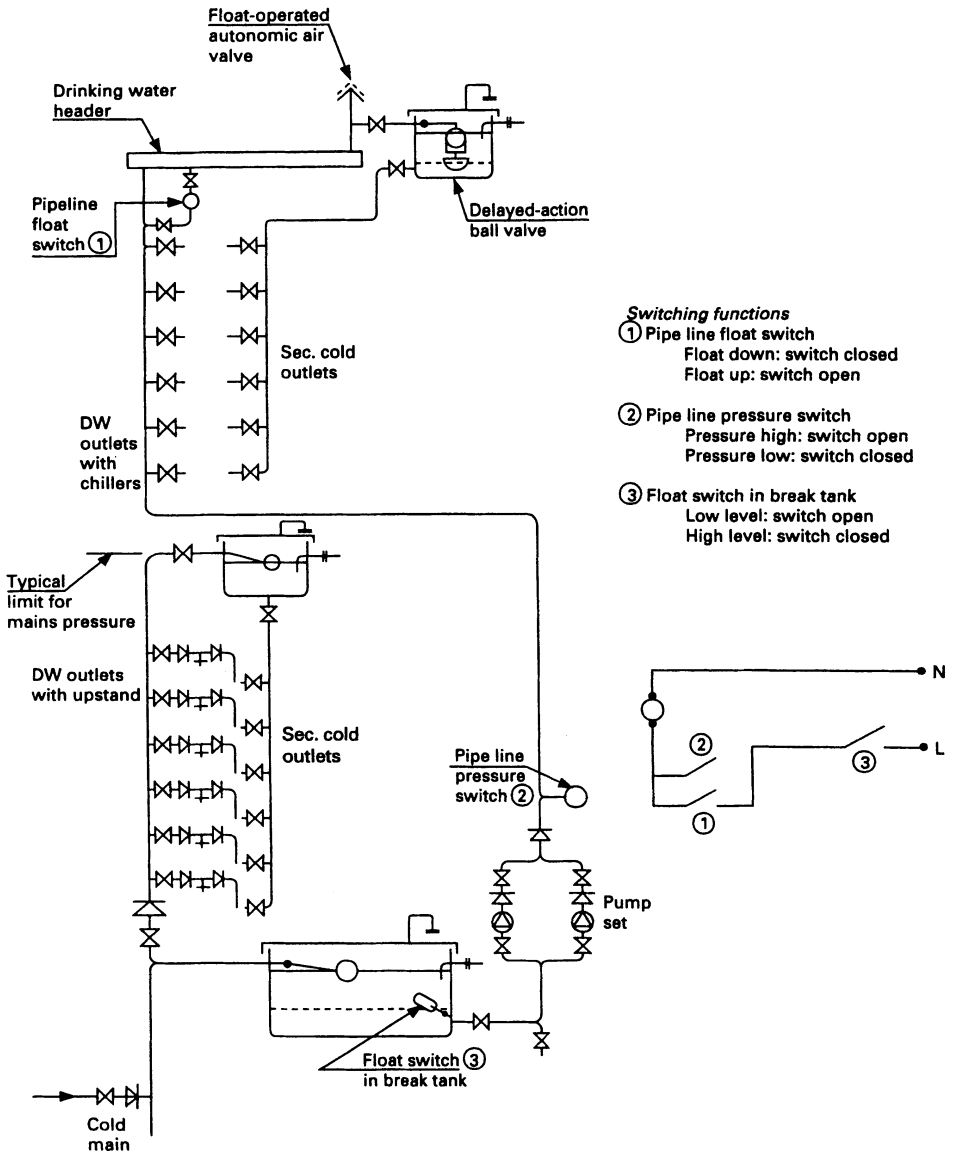 Float-operated
autonomic air
valve
Drinking water
header
Pipeline
float
switch 1
Delayed-action
ball valve
Sec. cold
outlets
DW
outlets
with
chillers
Switching functions
1 Pipe line float switch
Float down: switch closed
Float up: switch open
2 Pipe line pressure switch
Pressure high: switch open
Pressure low: switch closed
3 Float switch in break tank
Low level: switch open
High level: switch closed
Typical
limit for
mains pressure
DW outlets
with upstand
Sec. cold
outlets
Pipe line
pressure
switch 2
N
2
L
3
1
Pump
set
Float switch 3
in break tank
Cold
main